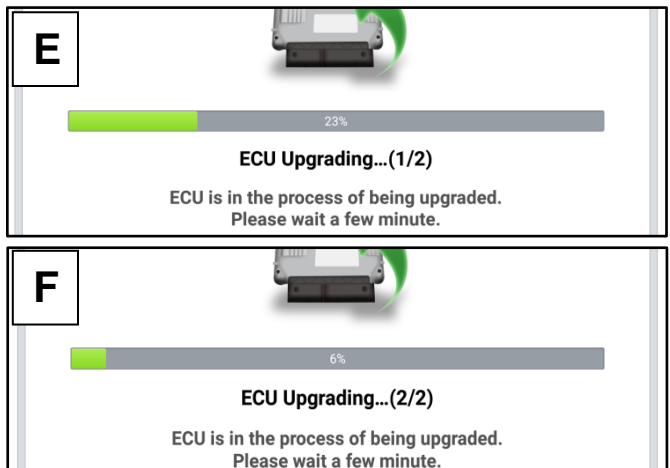 E
23%
ECU Upgrading...(1/2)
ECU is in the process of being upgraded.
Please wait a few minute.
F
6%
ECU Upgrading...(2/2)
ECU is in the process of being upgraded.
Please wait a few minute.